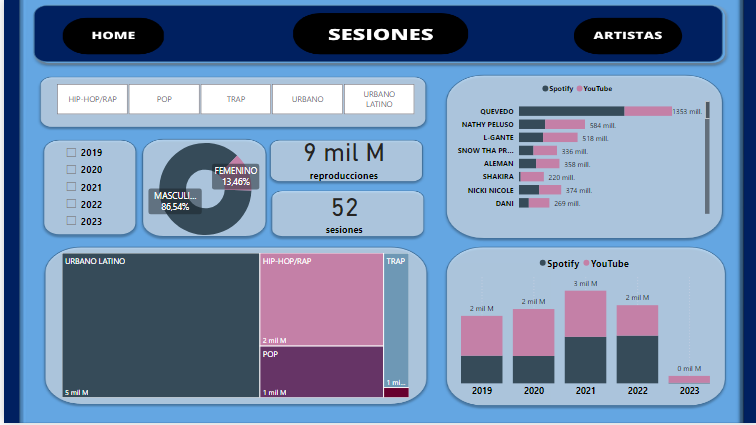 HOME
SESIONES
ARTISTAS
HIP-HOP/RAP
POP
TRAP
URBANO
URBANO
LATINO
2019
2020
2021
2022
2023
FEMENINO
13,46%
MASCULI...
86,54%
9 mil M
reproducciones
52
sesiones
Spotify YouTube
QUEVEDO 1353 mill.
NATHY PELUSO 584 mill.
L-GANTE 518 mill.
SNOW THA PR... 336 mill.
ALEMAN 358 mill.
SHAKIRA 220 mill.
NICKI NICOLE 374 mill.
DANI 269 mill.
URBANO LATINO
5 mil M
HIP-HOP/RAP
2 mil M
POP
1 mil M
TRAP
1 mi...
Spotify YouTube
2 mil M
2 mil M
3 mil M
2 mil M
0 mil M
2019 2020 2021 2022 2023